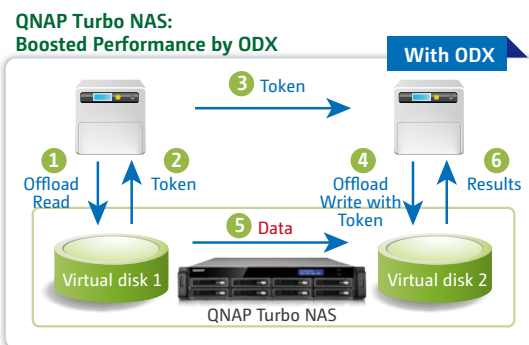 QNAP Turbo NAS:
Boosted Performance by ODX
With ODX
3 Token
1
Offload
Read
2
Token
4
Offload
Write with
Token
6
Results
5 Data
Virtual disk 1
Virtual disk 2
QNAP Turbo NAS